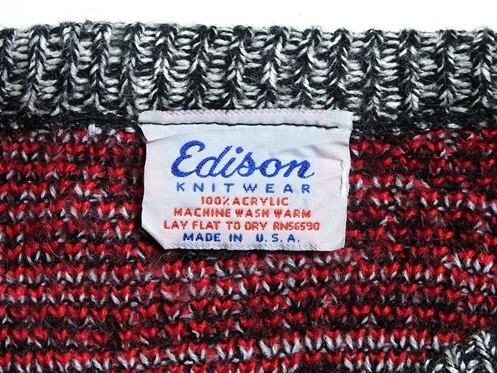 Edison
KNITWEAR
100% ACRYLIC
MACHINE WASH WARM
LAY FLAT TO DRY RN56590
MADE IN U.S.A.